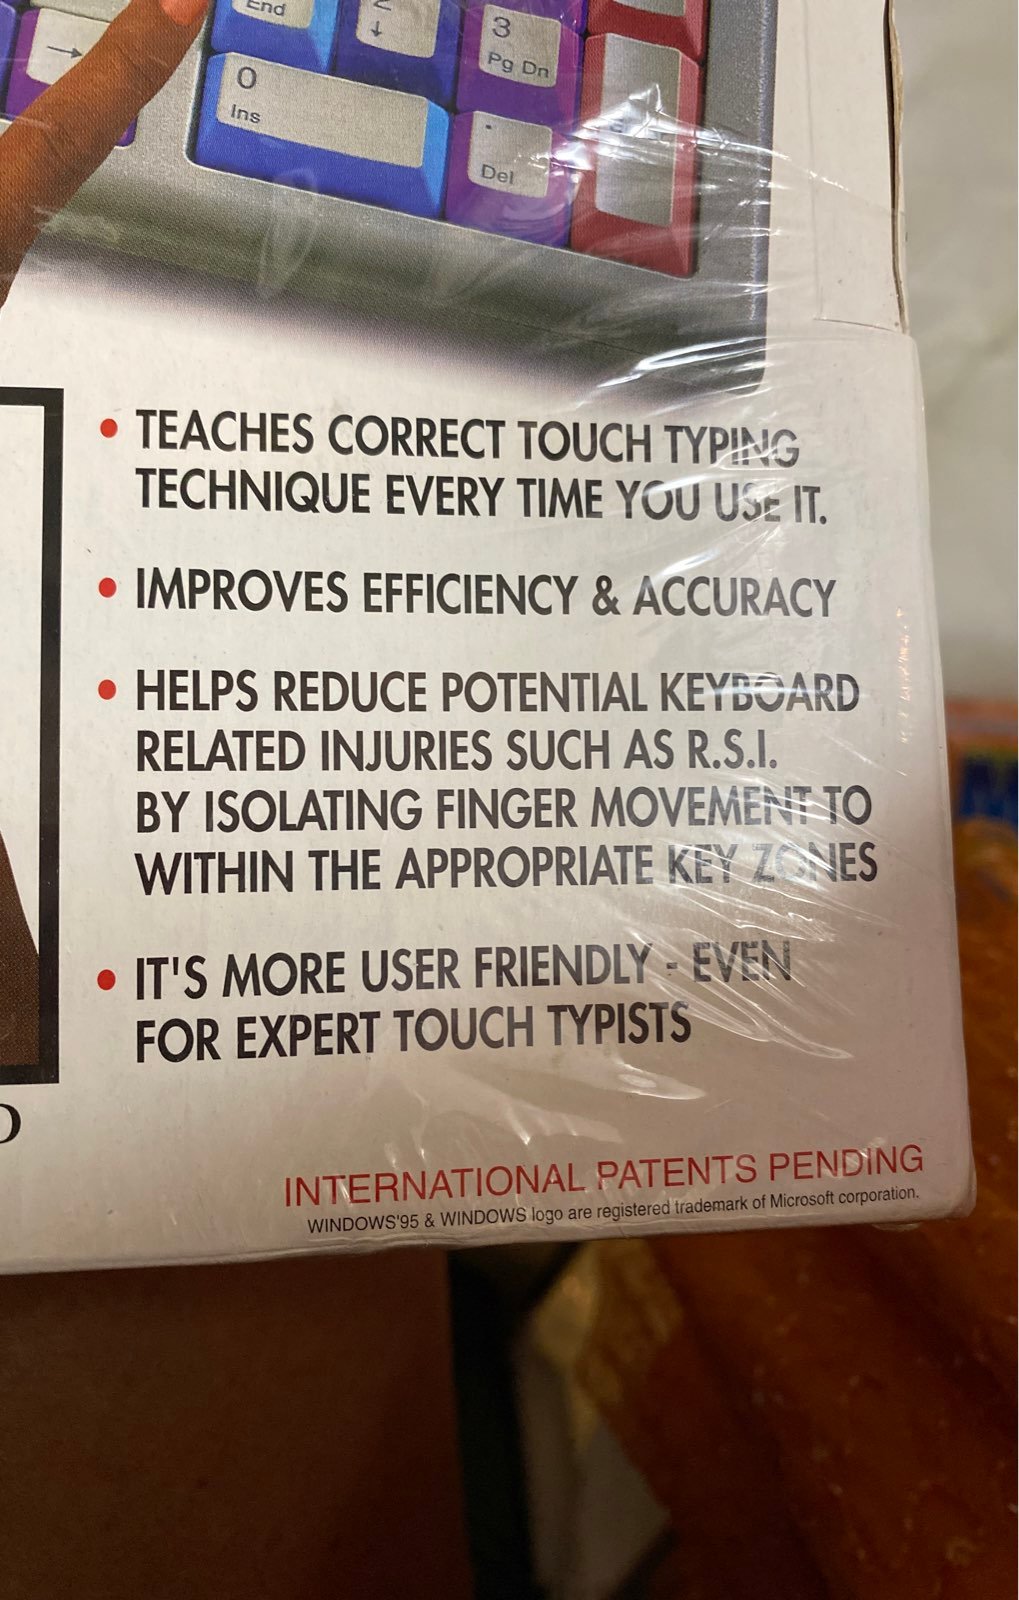 End
2
↓
3
Pg Dn
→
0
Ins
.
Del
• TEACHES CORRECT TOUCH TYPING
TECHNIQUE EVERY TIME YOU USE IT.
• IMPROVES EFFICIENCY & ACCURACY
• HELPS REDUCE POTENTIAL KEYBOARD
RELATED INJURIES SUCH AS R.S.I.
BY ISOLATING FINGER MOVEMENT TO
WITHIN THE APPROPRIATE KEY ZONES
• IT'S MORE USER FRIENDLY - EVEN
FOR EXPERT TOUCH TYPISTS
INTERNATIONAL PATENTS PENDING
WINDOWS'95 & WINDOWS logo are registered trademark of Microsoft corporation.